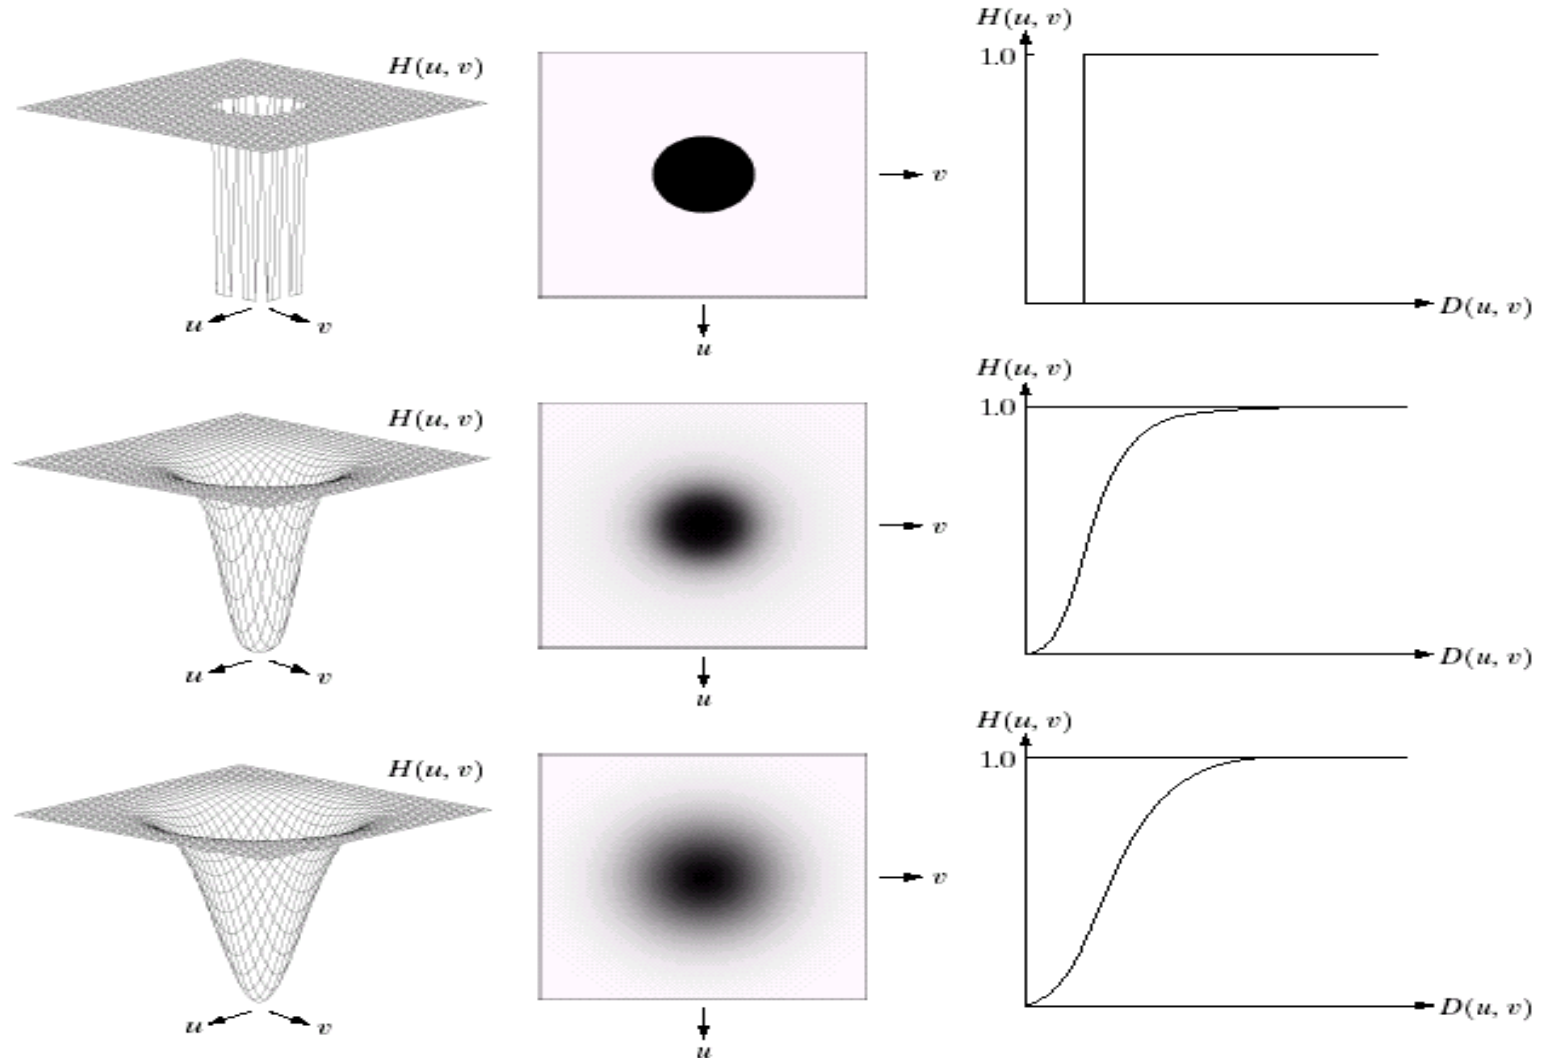 H(u, v)
1.0
H(u, v)
v
D(u, v)
u v
u
H(u, v)
1.0
H(u, v)
v
D(u, v)
u v
u
H(u, v)
1.0
H(u, v)
v
D(u, v)
u v
u